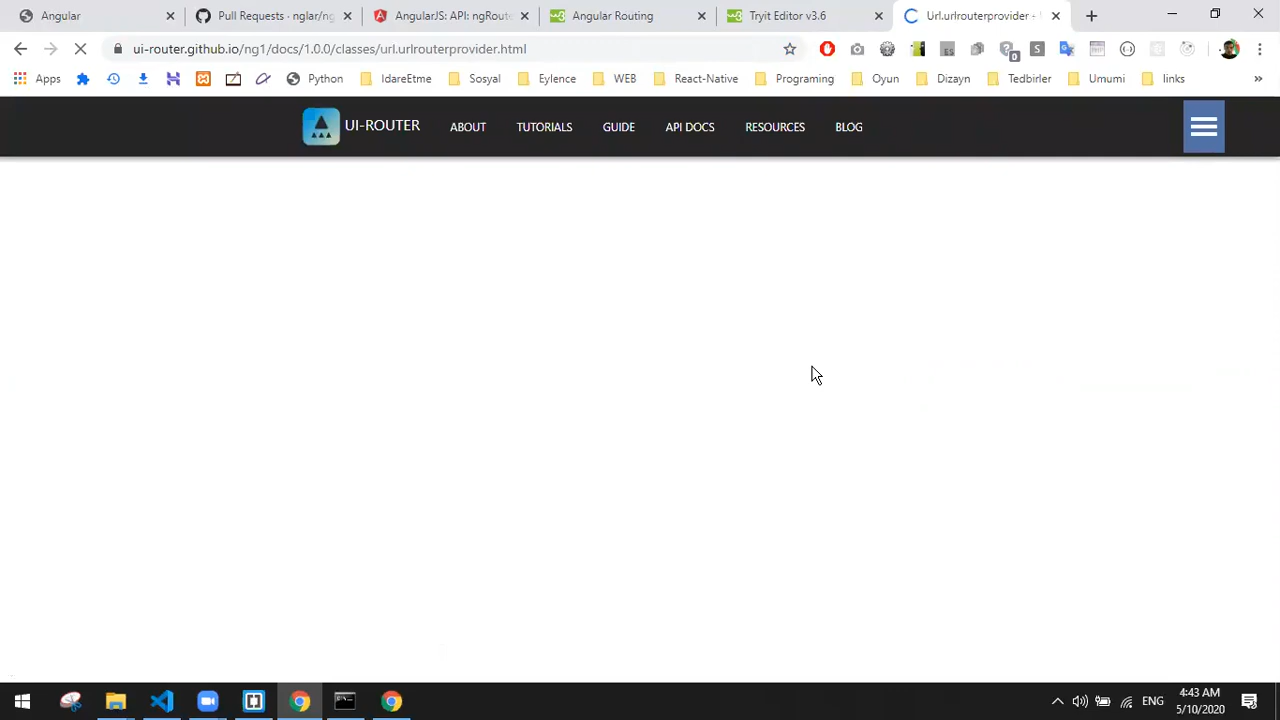 Angular
Pull Requests · nglar/ng
AngularJS: API: ngRoute
Angular Routing
Tryit Editor v3.6
Url.urlrouterprovider -
ui-router.github.io/ng1/docs/1.0.0/classes/url.urlrouterprovider.html
Apps
Python
IdareEtme
Sosyal
Eylence
WEB
React-Native
Programing
Oyun
Dizayn
Tedbirler
Umumi
links
»
UI-ROUTER
ABOUT
TUTORIALS
GUIDE
API DOCS
RESOURCES
BLOG
ENG
4:43 AM
5/10/2020